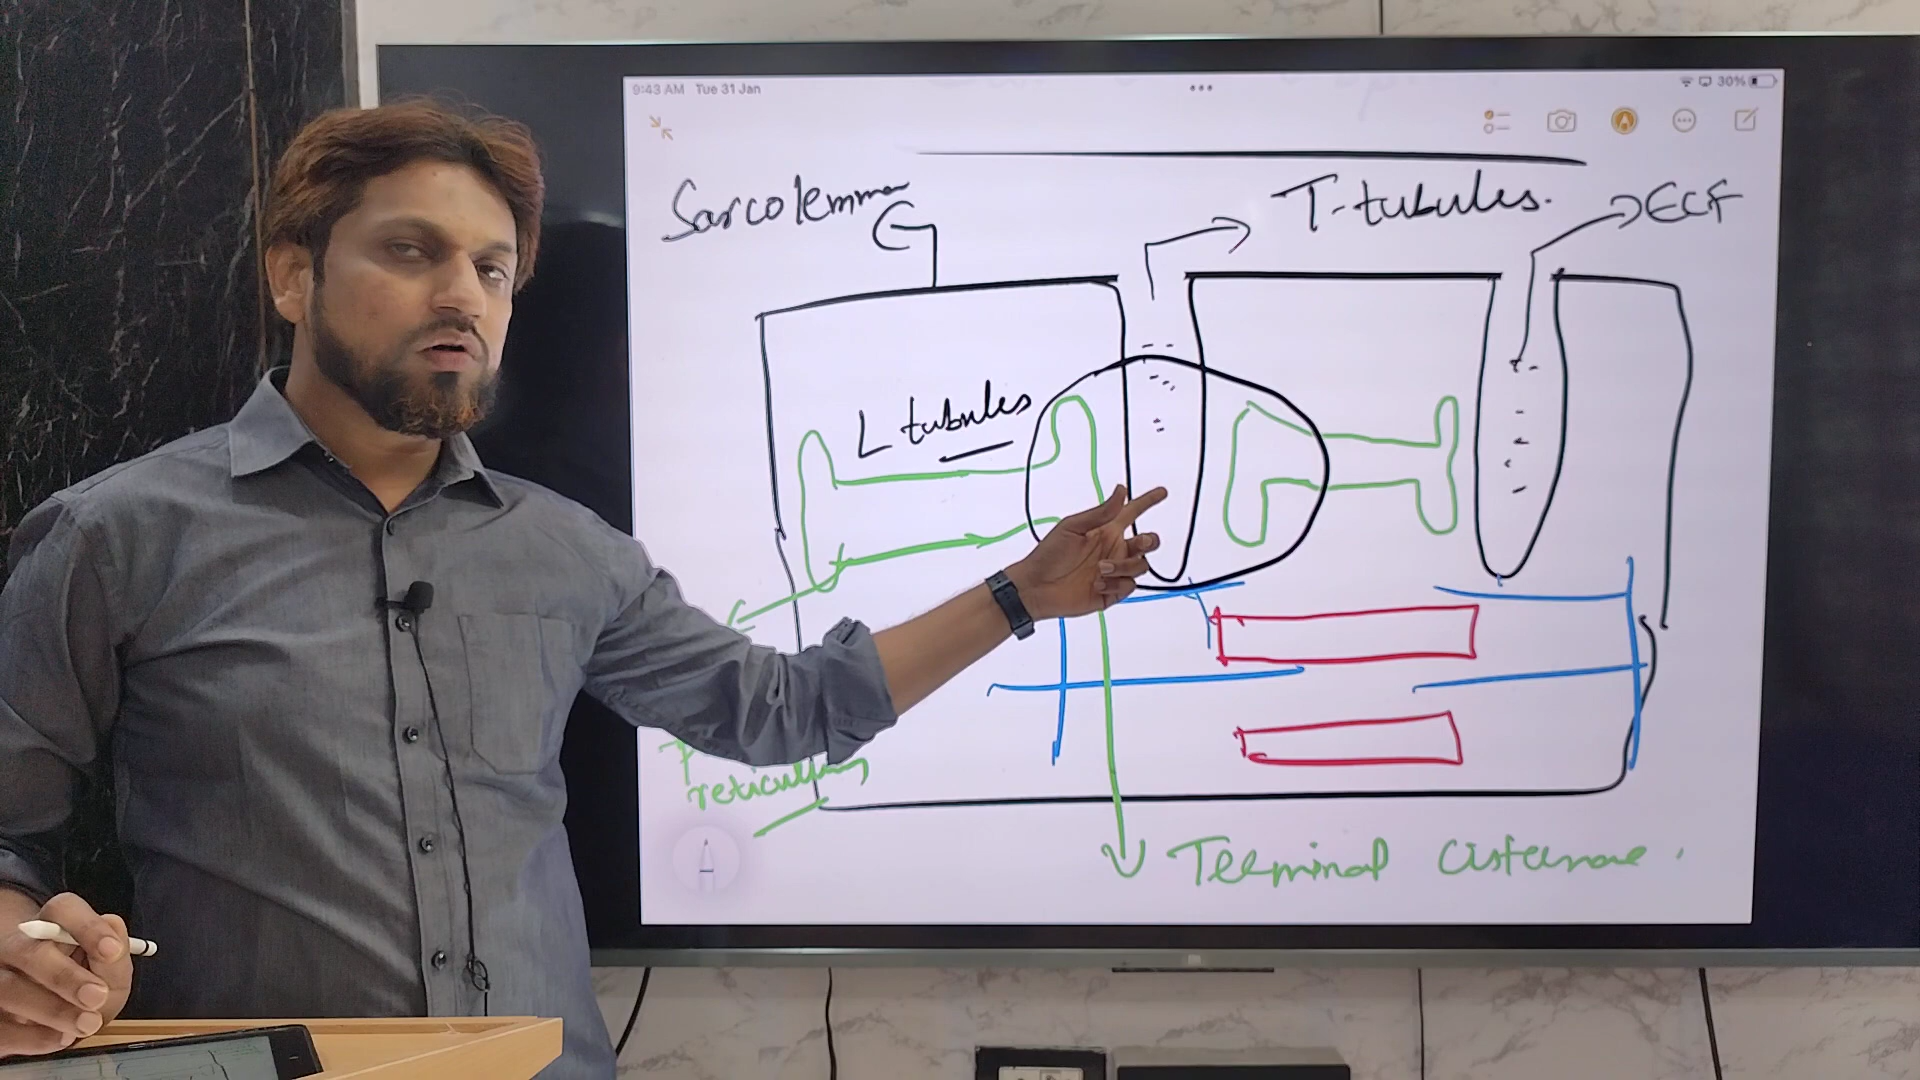 9:43 AM Tue 31 Jan
30%
Sarcolemma
T-tubules.
ECF
L tubules
reticulum
Terminal cisternae.